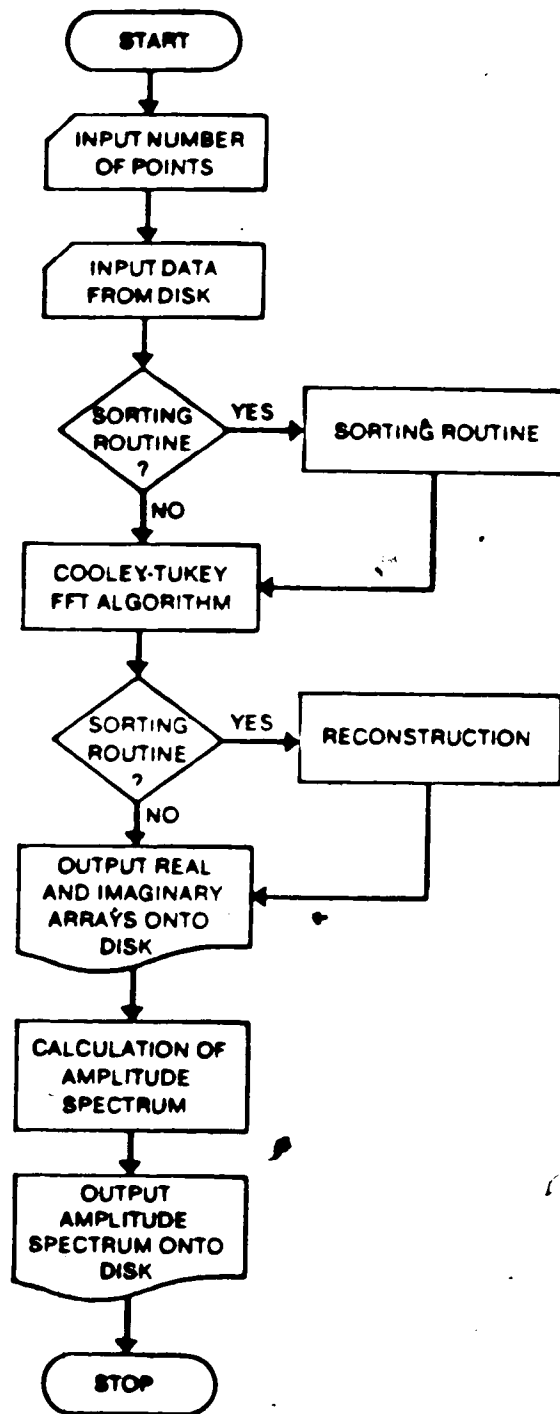 START
INPUT NUMBER
OF POINTS
INPUT DATA
FROM DISK
SORTING
ROUTINE
?
YES
SORTING ROUTINE
NO
COOLEY-TUKEY
FFT ALGORITHM
SORTING
ROUTINE
?
YES
RECONSTRUCTION
NO
OUTPUT REAL
AND IMAGINARY
ARRAYS ONTO
DISK
CALCULATION OF
AMPLITUDE
SPECTRUM
OUTPUT
AMPLITUDE
SPECTRUM ONTO
DISK
STOP